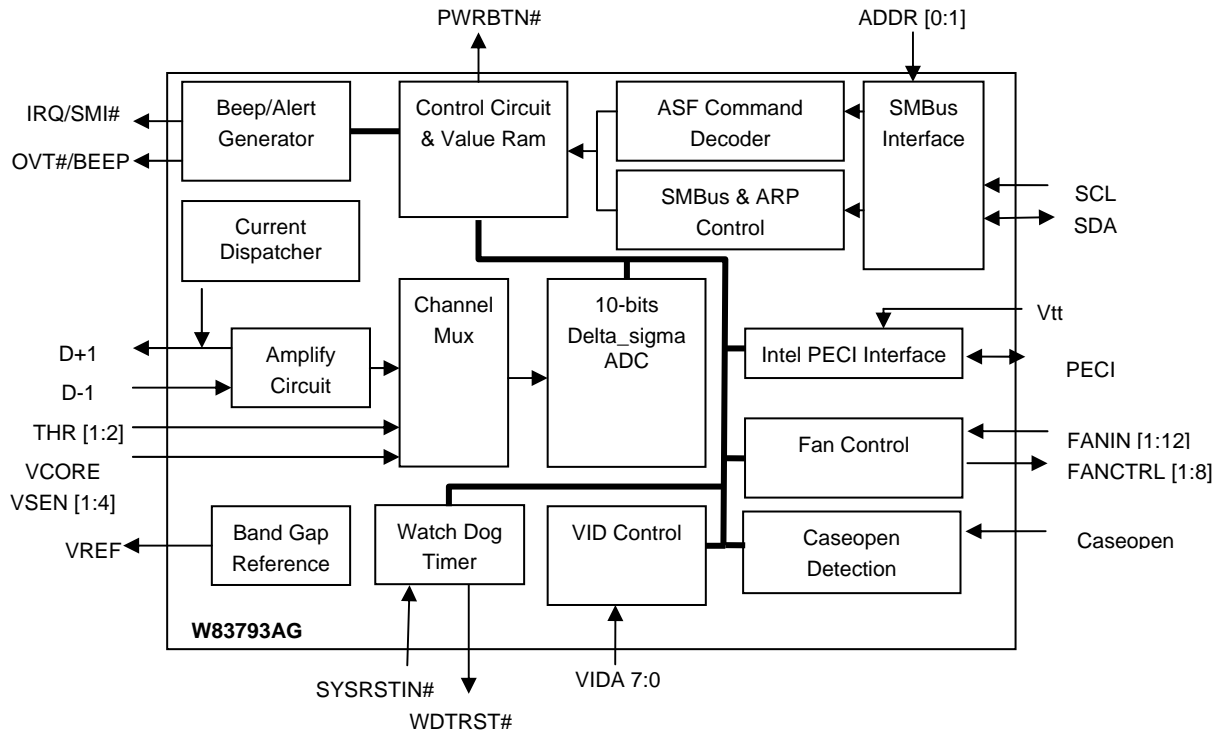 PWRBTN#
ADDR [0:1]
IRQ/SMI#
OVT#/BEEP
Beep/Alert
Generator
Control Circuit
& Value Ram
ASF Command
Decoder
SMBus
Interface
SMBus & ARP
Control
SCL
SDA
Current
Dispatcher
Channel
Mux
10-bits
Delta_sigma
ADC
Vtt
Intel PECI Interface
PECI
D+1
D-1
Amplify
Circuit
THR [1:2]
VCORE
VSEN [1:4]
Fan Control
FANIN [1:12]
FANCTRL [1:8]
VREF
Band Gap
Reference
Watch Dog
Timer
VID Control
Caseopen
Detection
Caseopen
W83793AG
SYSRSTIN#
WDTRST#
VIDA 7:0